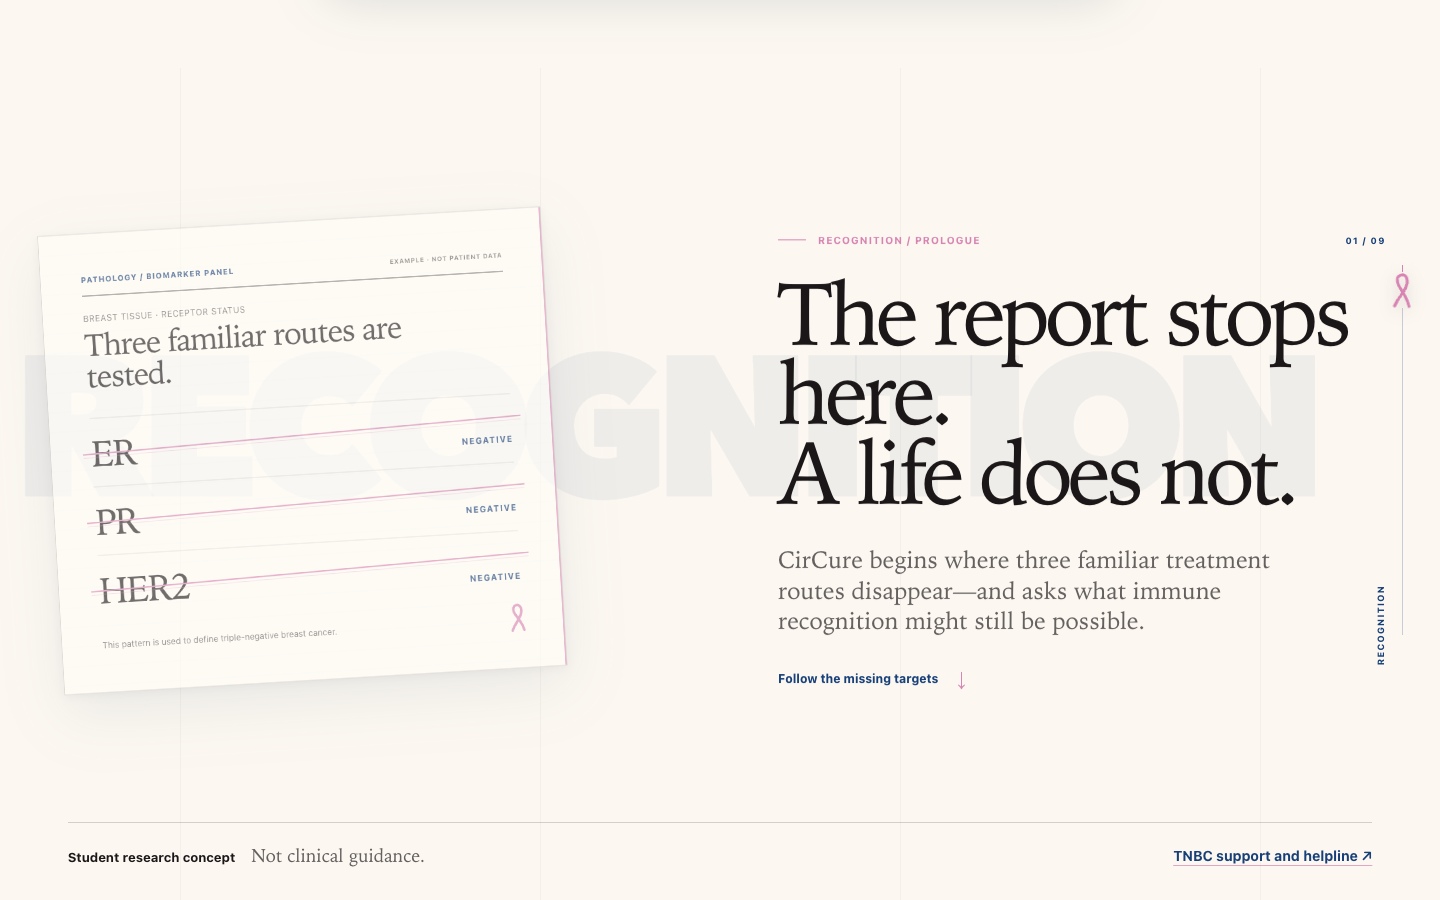 PATHOLOGY / BIOMARKER PANEL
EXAMPLE · NOT PATIENT DATA
BREAST TISSUE · RECEPTOR STATUS
Three familiar routes are
tested.
ER
NEGATIVE
PR
NEGATIVE
HER2
NEGATIVE
This pattern is used to define triple-negative breast cancer.
RECOGNITION
RECOGNITION / PROLOGUE
01 / 09
The report stops
here.
A life does not.
CirCure begins where three familiar treatment
routes disappear—and asks what immune
recognition might still be possible.
Follow the missing targets ↓
RECOGNITION
Student research concept Not clinical guidance.
TNBC support and helpline ↗